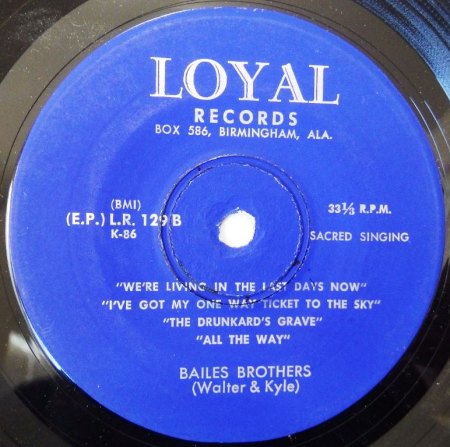 LOYAL
RECORDS
BOX 586, BIRMINGHAM, ALA.
(BMI)
(E.P.) L.R. 129 B
K-86
33⅓ R.P.M.
SACRED SINGING
"WE'RE LIVING IN THE LAST DAYS NOW"
"I'VE GOT MY ONE WAY TICKET TO THE SKY"
"THE DRUNKARD'S GRAVE"
"ALL THE WAY"
BAILES BROTHERS
(Walter & Kyle)